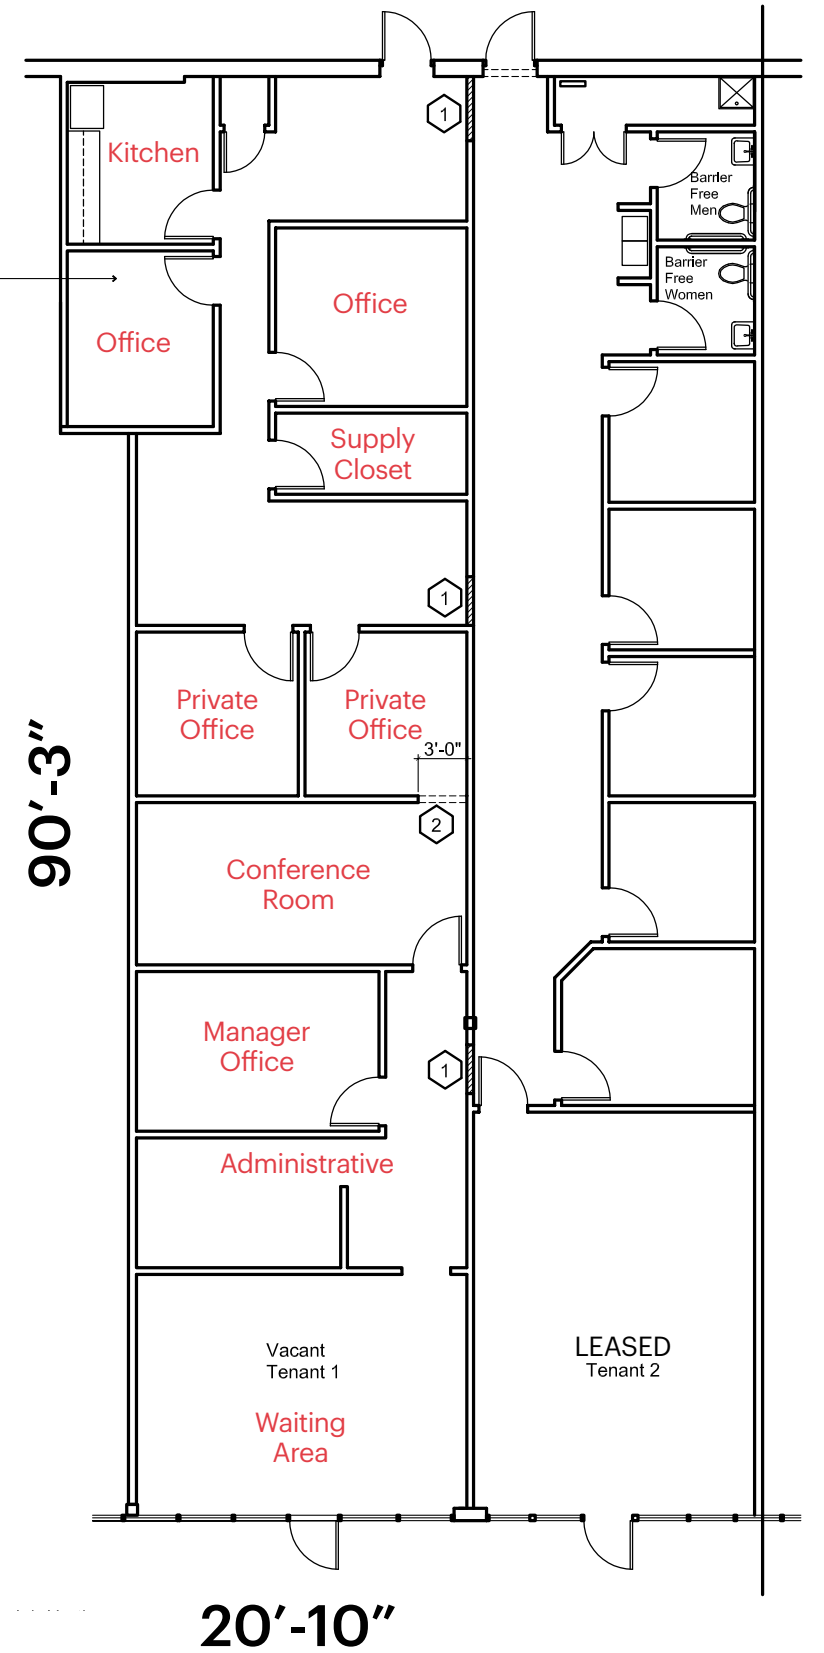 1
Kitchen
Barrier
Free
Men
Barrier
Free
Women
Office
Office
Supply
Closet
1
Private
Office
Private
Office
3'-0"
90'-3"
2
Conference
Room
Manager
Office
1
Administrative
Vacant
Tenant 1
LEASED
Tenant 2
Waiting
Area
20'-10"